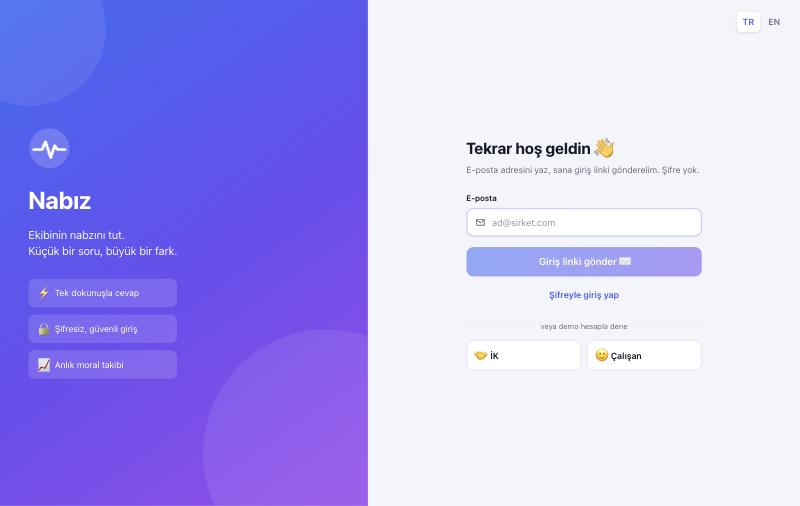 TR EN
Nabız
Ekibinin nabzını tut.
Küçük bir soru, büyük bir fark.
⚡ Tek dokunuşla cevap
🔒 Şifresiz, güvenli giriş
📈 Anlık moral takibi
Tekrar hoş geldin 👋
E-posta adresini yaz, sana giriş linki gönderelim. Şifre yok.
E-posta
ad@sirket.com
Giriş linki gönder ✉️
Şifreyle giriş yap
veya demo hesapla dene
🤝 İK
🙂 Çalışan